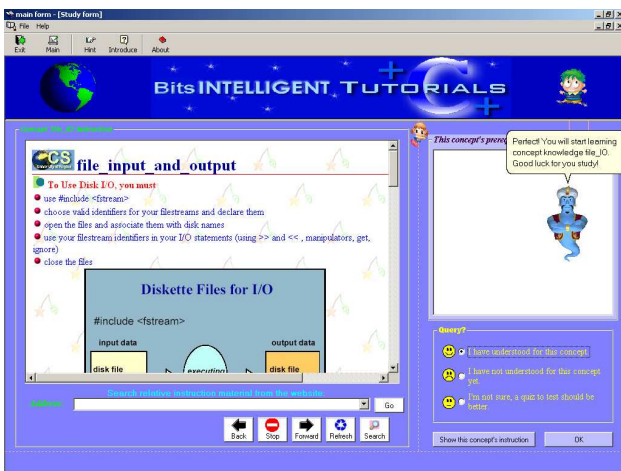 main form - [Study form]
File Help
Exit Main Hint Introduce About
Bits INTELLIGENT TUTORIALS
C
This concept's prereq
Perfect! You will start learning
concept knowledge file_IO.
Good luck for you study!
CS file_input_and_output
To Use Disk I/O, you must
use #include <fstream>
choose valid identifiers for your filestreams and declare them
open the files and associate them with disk names
use your filestream identifiers in your I/O statements (using >> and << , manipulators, get,
ignore)
close the files
Diskette Files for I/O
#include <fstream>
input data output data
disk file executing disk file
Search relative instruction material from the website
Go
Back Stop Forward Refresh Search
Query?
I have understood for this concept.
I have not understood for this concept
yet.
I'm not sure, a quiz to test should be
better.
Show this concept's instruction OK